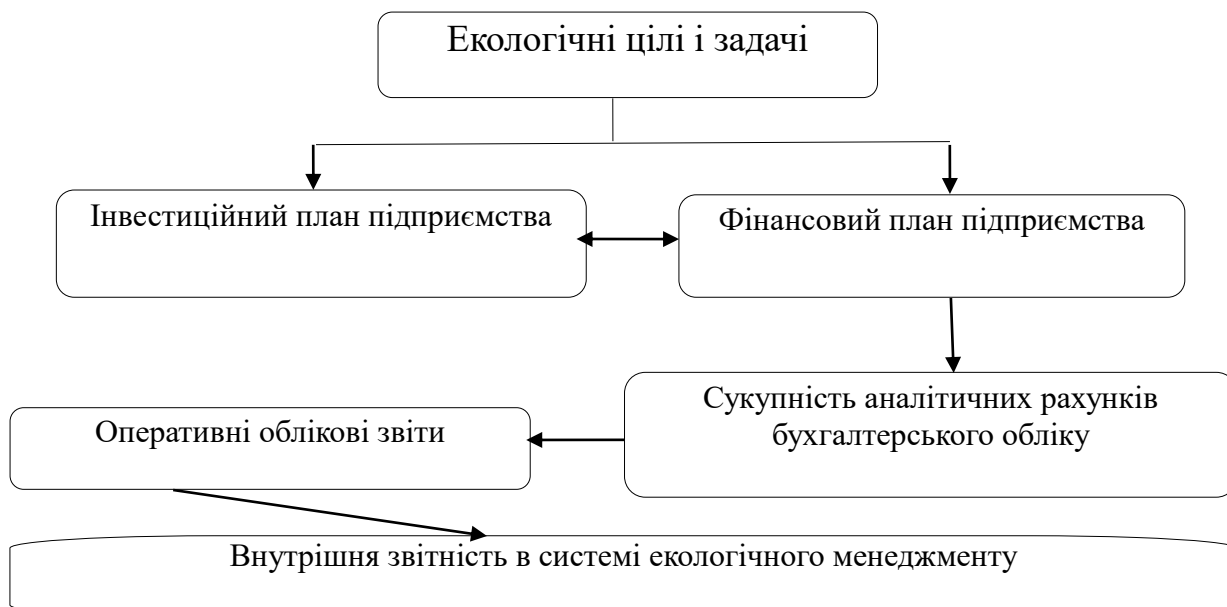 Екологічні цілі і задачі
Інвестиційний план підприємства
Фінансовий план підприємства
Сукупність аналітичних рахунків
бухгалтерського обліку
Оперативні облікові звіти
Внутрішня звітність в системі екологічного менеджменту